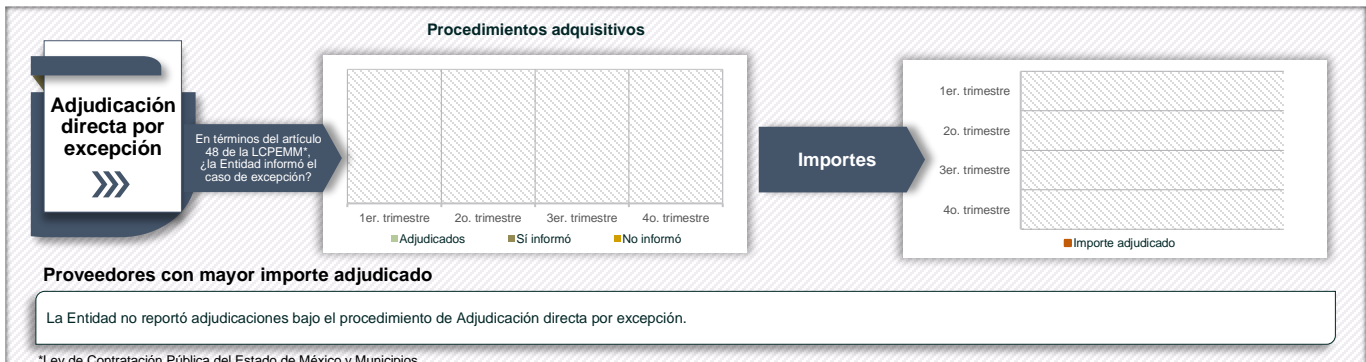 Procedimientos adquisitivos
Adjudicación
directa por
excepción
En términos del artículo
48 de la LCPEMM*,
¿la Entidad informó el
caso de excepción?
1er. trimestre 2o. trimestre 3er. trimestre 4o. trimestre
Adjudicados Sí informó No informó
Importes
1er. trimestre
2o. trimestre
3er. trimestre
4o. trimestre
Importe adjudicado
Proveedores con mayor importe adjudicado
La Entidad no reportó adjudicaciones bajo el procedimiento de Adjudicación directa por excepción.
*Ley de Contratación Pública del Estado de México y Municipios